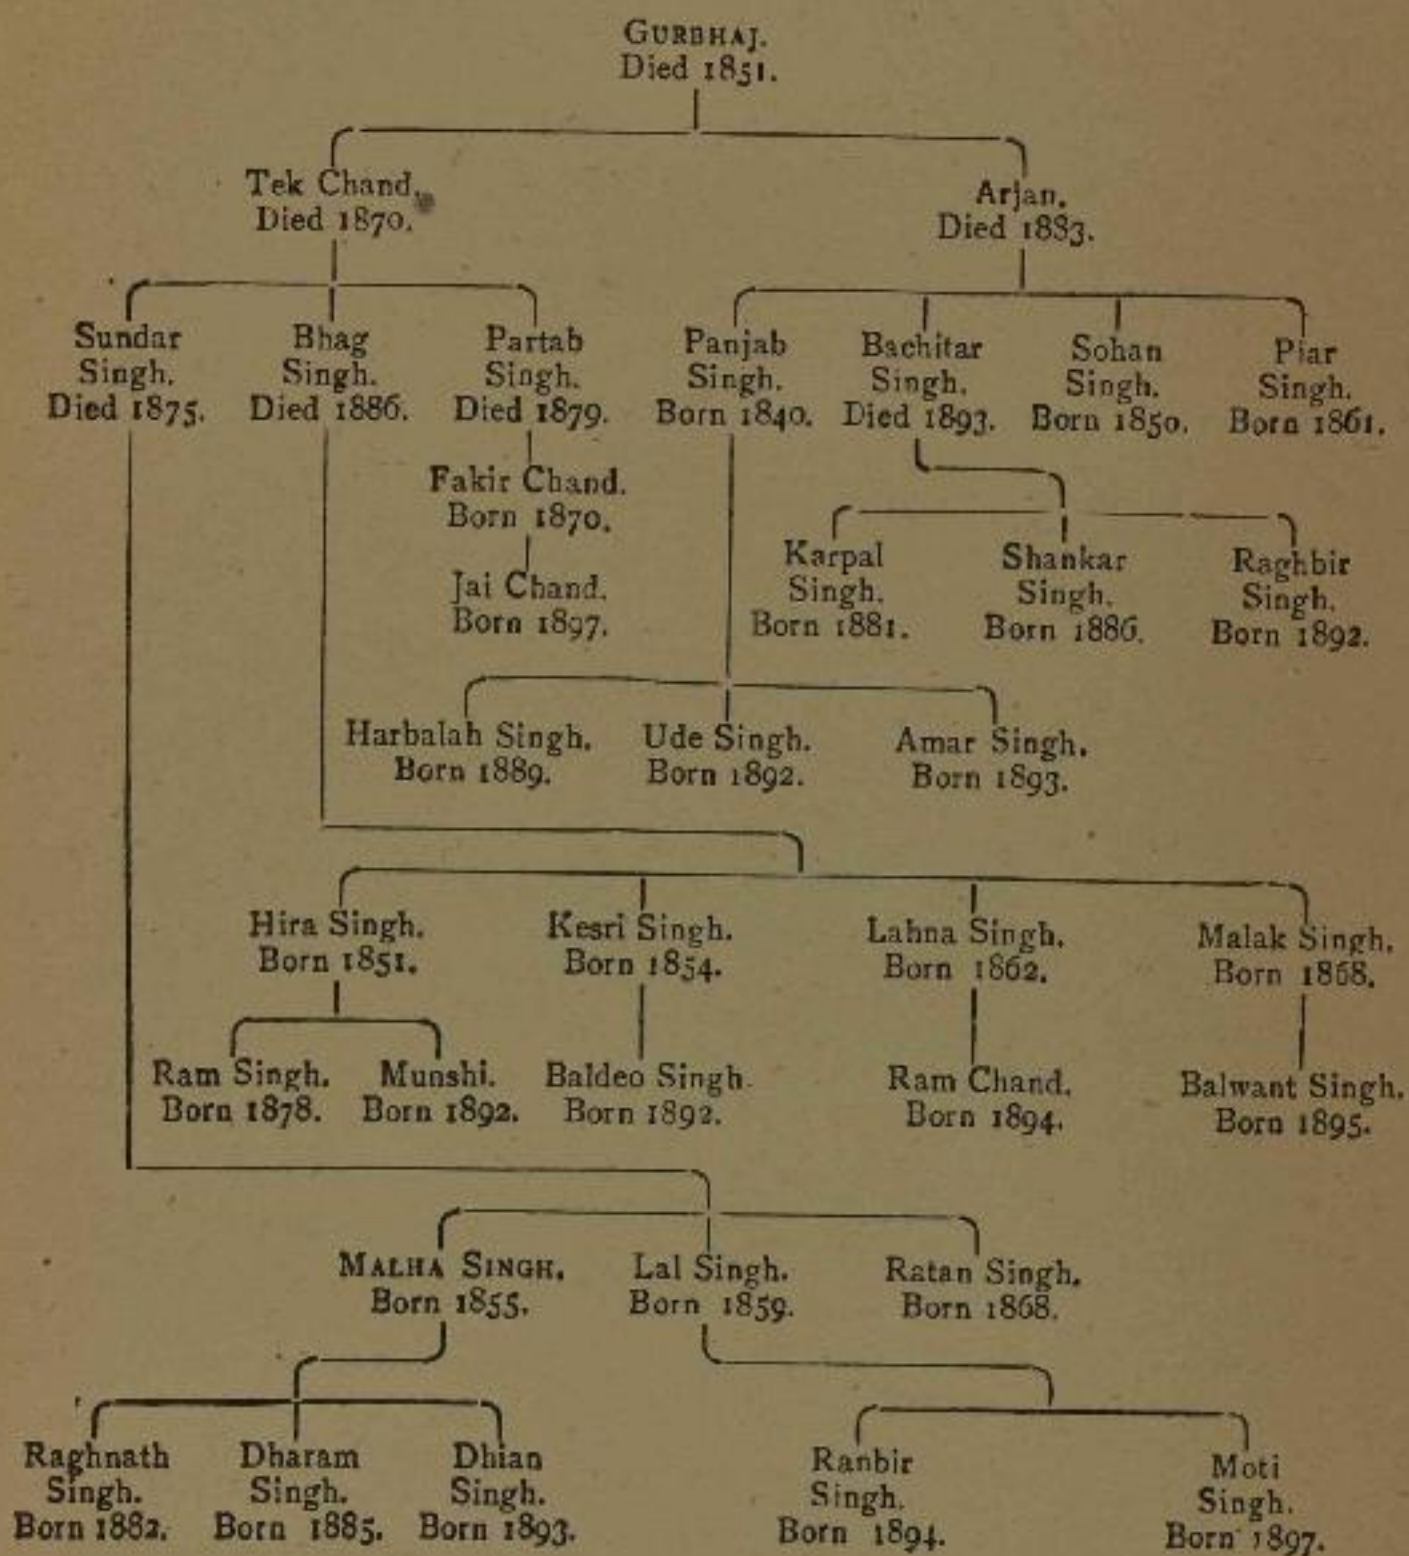 GURBHAJ.
Died 1851.
Tek Chand.
Died 1870.
Arjan.
Died 1883.
Sundar
Singh.
Died 1875.
Bhag
Singh.
Died 1886.
Partab
Singh.
Died 1879.
Panjab
Singh.
Born 1840.
Bachitar
Singh.
Died 1893.
Sohan
Singh.
Born 1850.
Piar
Singh.
Born 1861.
Fakir Chand.
Born 1870.
Jai Chand.
Born 1897.
Karpal
Singh.
Born 1881.
Shankar
Singh.
Born 1886.
Raghbir
Singh.
Born 1892.
Harbalah Singh.
Born 1889.
Ude Singh.
Born 1892.
Amar Singh.
Born 1893.
Hira Singh.
Born 1851.
Kesri Singh.
Born 1854.
Lahna Singh.
Born 1862.
Malak Singh.
Born 1868.
Ram Singh.
Born 1878.
Munshi.
Born 1892.
Baldeo Singh.
Born 1892.
Ram Chand.
Born 1894.
Balwant Singh.
Born 1895.
MALHA SINGH.
Born 1855.
Lal Singh.
Born 1859.
Ratan Singh.
Born 1868.
Raghnath
Singh.
Born 1882.
Dharam
Singh.
Born 1885.
Dhian
Singh.
Born 1893.
Ranbir
Singh.
Born 1894.
Moti
Singh.
Born 1897.